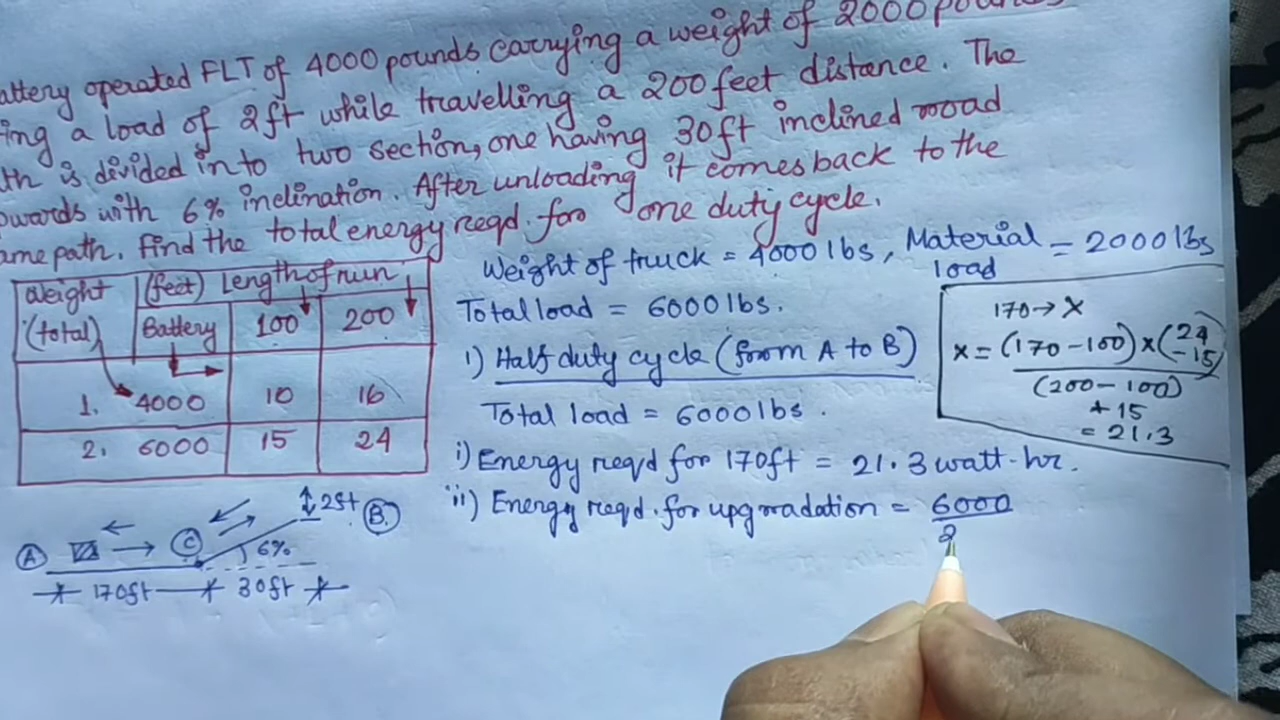 attery operated FLT of 4000 pounds carrying a weight of 2000 pounds
ing a load of 2ft while travelling a 200 feet distance. The
th is divided in to two section, one having 30ft inclined road
owards with 6% inclination. After unloading it comes back to the
ame path. Find the total energy reqd. for one duty cycle.
Weight (total)
(feet) Length of run
Battery 100 200
1. 4000 10 16
2. 6000 15 24
A C B
2ft
6%
170ft 30ft
Weight of truck = 4000 lbs, Material load = 2000 lbs
Total load = 6000 lbs.
1) Half duty cycle (from A to B)
Total load = 6000 lbs.
i) Energy reqd for 170ft = 21.3 watt-hr.
ii) Energy reqd. for upgradation = 6000
2
170 → x
x = (170-100) × (24 -15)
(200-100)
+ 15
= 21.3